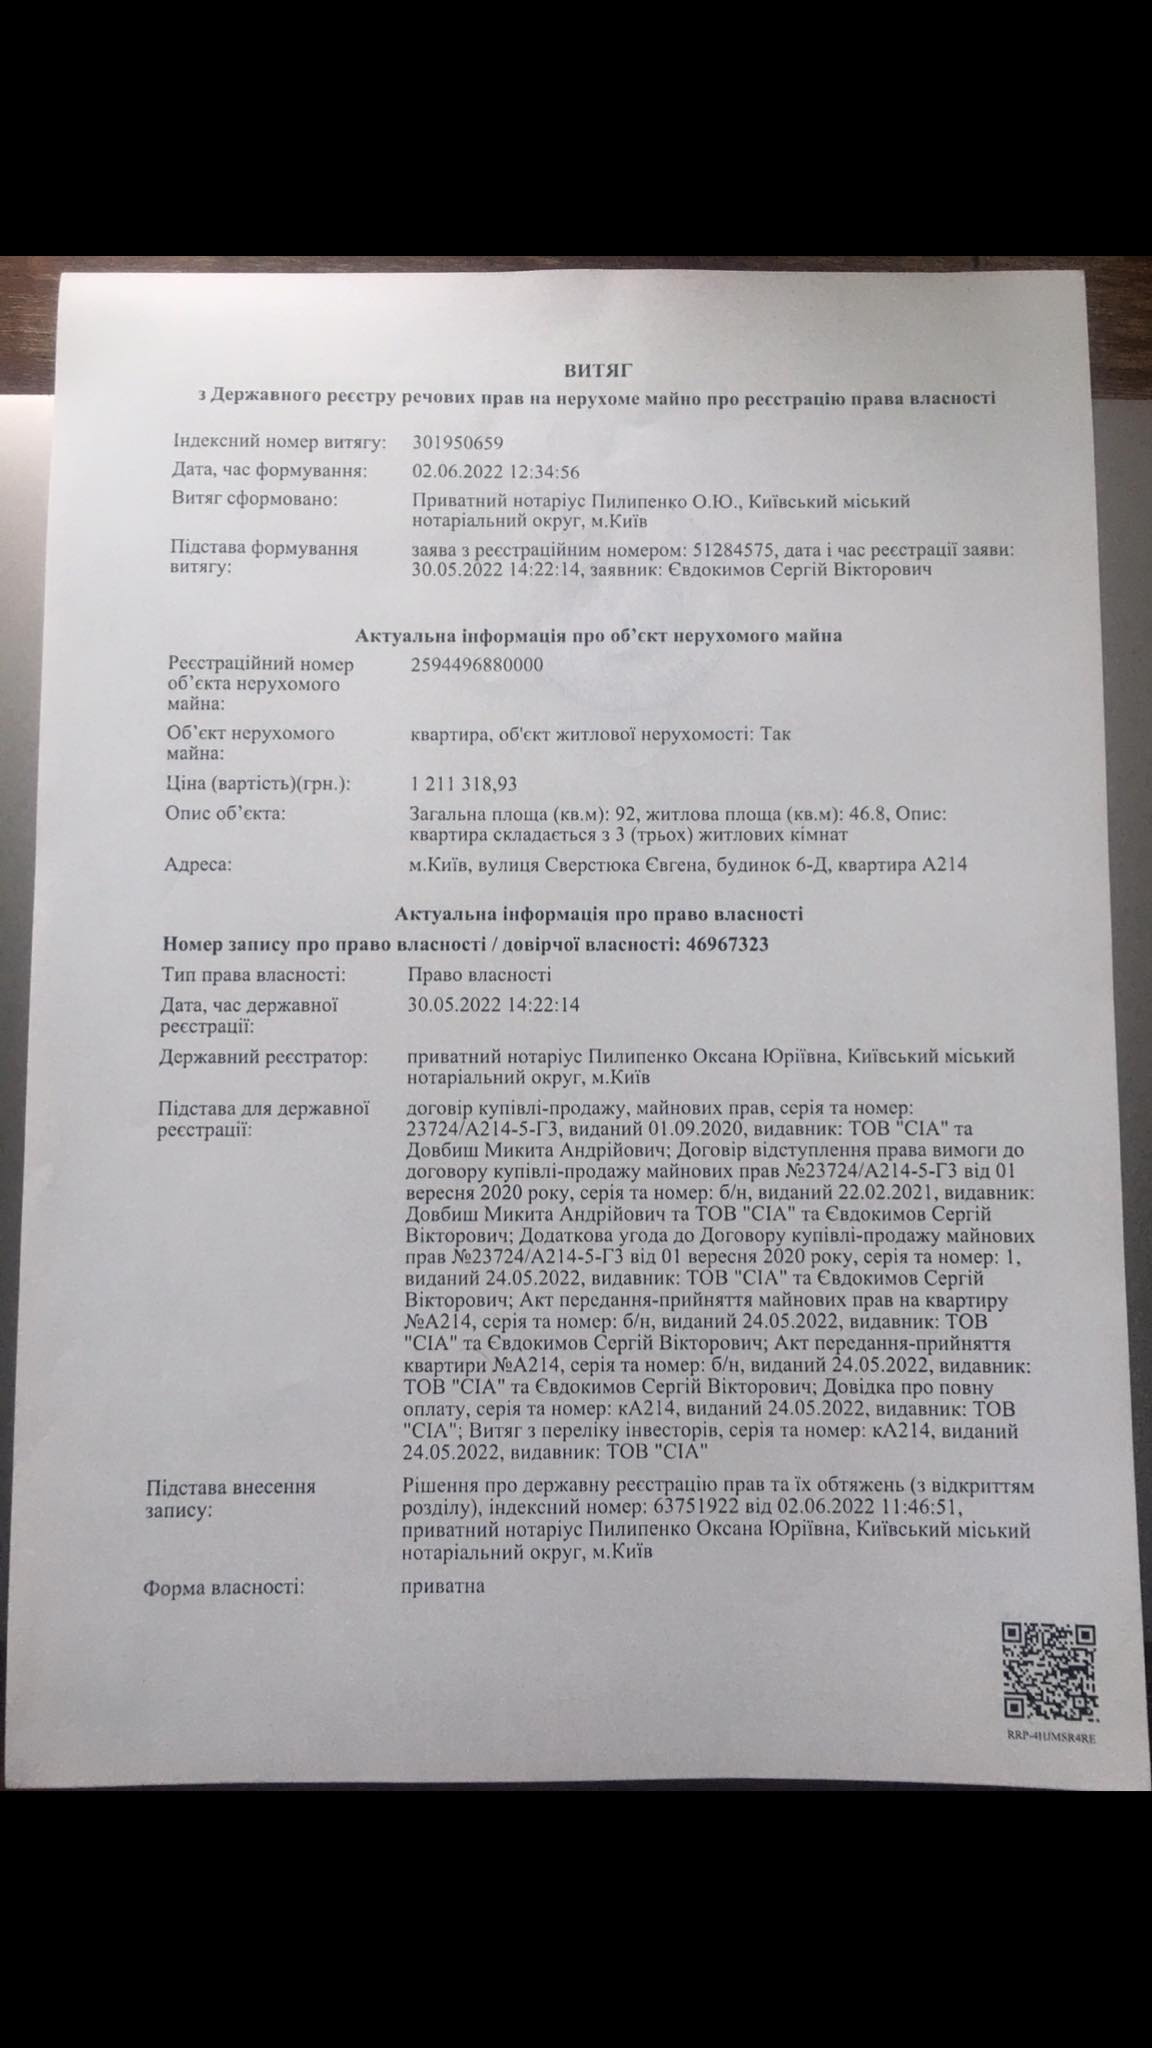 ВИТЯГ
з Державного реєстру речових прав на нерухоме майно про реєстрацію права власності
Індексний номер витягу: 301950659
Дата, час формування: 02.06.2022 12:34:56
Витяг сформовано: Приватний нотаріус Пилипенко О.Ю., Київський міський
нотаріальний округ, м.Київ
Підстава формування заява з реєстраційним номером: 51284575, дата і час реєстрації заяви:
витягу: 30.05.2022 14:22:14, заявник: Євдокимов Сергій Вікторович
Актуальна інформація про об’єкт нерухомого майна
Реєстраційний номер 2594496880000
об’єкта нерухомого
майна:
Об’єкт нерухомого квартира, об'єкт житлової нерухомості: Так
майна:
Ціна (вартість)(грн.): 1 211 318,93
Опис об’єкта: Загальна площа (кв.м): 92, житлова площа (кв.м): 46.8, Опис:
квартира складається з 3 (трьох) житлових кімнат
Адреса: м.Київ, вулиця Сверстюка Євгена, будинок 6-Д, квартира А214
Актуальна інформація про право власності
Номер запису про право власності / довірчої власності: 46967323
Тип права власності: Право власності
Дата, час державної 30.05.2022 14:22:14
реєстрації:
Державний реєстратор: приватний нотаріус Пилипенко Оксана Юріївна, Київський міський
нотаріальний округ, м.Київ
Підстава для державної договір купівлі-продажу, майнових прав, серія та номер:
реєстрації: 23724/А214-5-Г3, виданий 01.09.2020, видавник: ТОВ "СІА" та
Довбиш Микита Андрійович; Договір відступлення права вимоги до
договору купівлі-продажу майнових прав №23724/А214-5-Г3 від 01
вересня 2020 року, серія та номер: б/н, виданий 22.02.2021, видавник:
Довбиш Микита Андрійович та ТОВ "СІА" та Євдокимов Сергій
Вікторович; Додаткова угода до Договору купівлі-продажу майнових
прав №23724/А214-5-Г3 від 01 вересня 2020 року, серія та номер: 1,
виданий 24.05.2022, видавник: ТОВ "СІА" та Євдокимов Сергій
Вікторович; Акт передання-прийняття майнових прав на квартиру
№А214, серія та номер: б/н, виданий 24.05.2022, видавник: ТОВ
"СІА" та Євдокимов Сергій Вікторович; Акт передання-прийняття
квартири №А214, серія та номер: б/н, виданий 24.05.2022, видавник:
ТОВ "СІА" та Євдокимов Сергій Вікторович; Довідка про повну
оплату, серія та номер: кА214, виданий 24.05.2022, видавник: ТОВ
"СІА"; Витяг з переліку інвесторів, серія та номер: кА214, виданий
24.05.2022, видавник: ТОВ "СІА"
Підстава внесення Рішення про державну реєстрацію прав та їх обтяжень (з відкриттям
запису: розділу), індексний номер: 63751922 від 02.06.2022 11:46:51,
приватний нотаріус Пилипенко Оксана Юріївна, Київський міський
нотаріальний округ, м.Київ
Форма власності: приватна